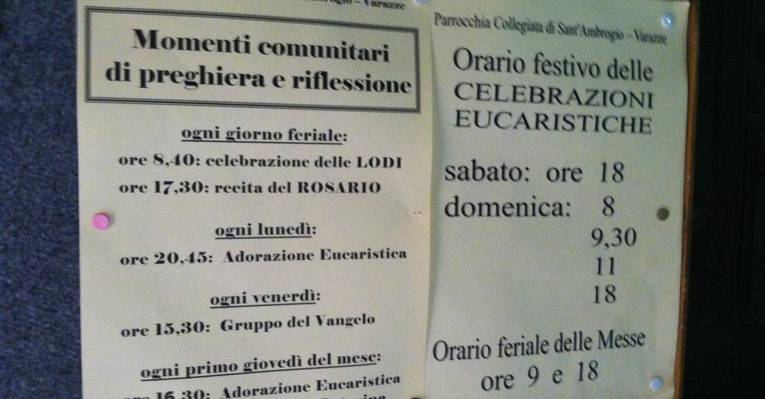 Varazze
Momenti comunitari
di preghiera e riflessione
ogni giorno feriale:
ore 8,40: celebrazione delle LODI
ore 17,30: recita del ROSARIO
ogni lunedì:
ore 20,45: Adorazione Eucaristica
ogni venerdì:
ore 15,30: Gruppo del Vangelo
ogni primo giovedì del mese:
16,30: Adorazione Eucaristica
Parrocchia Collegiata di Sant'Ambrogio – Varazze
Orario festivo delle
CELEBRAZIONI
EUCARISTICHE
sabato: ore 18
domenica: 8
9,30
11
18
Orario feriale delle Messe
ore 9 e 18